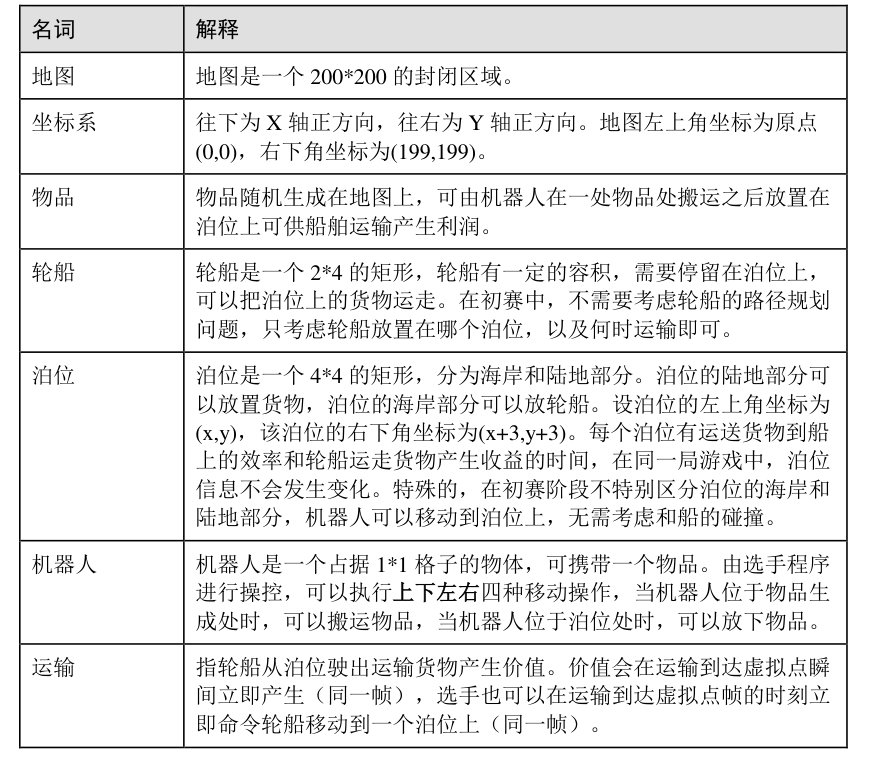 名词 解释
地图 地图是一个 200*200 的封闭区域。
坐标系 往下为 X 轴正方向，往右为 Y 轴正方向。地图左上角坐标为原点
(0,0)，右下角坐标为(199,199)。
物品 物品随机生成在地图上，可由机器人在一处物品处搬运之后放置在
泊位上可供船舶运输产生利润。
轮船 轮船是一个 2*4 的矩形，轮船有一定的容积，需要停留在泊位上，
可以把泊位上的货物运走。在初赛中，不需要考虑轮船的路径规划
问题，只考虑轮船放置在哪个泊位，以及何时运输即可。
泊位 泊位是一个 4*4 的矩形，分为海岸和陆地部分。泊位的陆地部分可
以放置货物，泊位的海岸部分可以放轮船。设泊位的左上角坐标为
(x,y)，该泊位的右下角坐标为(x+3,y+3)。每个泊位有运送货物到船
上的效率和轮船运走货物产生收益的时间，在同一局游戏中，泊位
信息不会发生变化。特殊的，在初赛阶段不特别区分泊位的海岸和
陆地部分，机器人可以移动到泊位上，无需考虑和船的碰撞。
机器人 机器人是一个占据 1*1 格子的物体，可携带一个物品。由选手程序
进行操控，可以执行上下左右四种移动操作，当机器人位于物品生
成处时，可以搬运物品，当机器人位于泊位处时，可以放下物品。
运输 指轮船从泊位驶出运输货物产生价值。价值会在运输到达虚拟点瞬
间立即产生（同一帧），选手也可以在运输到达虚拟点帧的时刻立
即命令轮船移动到一个泊位上（同一帧）。